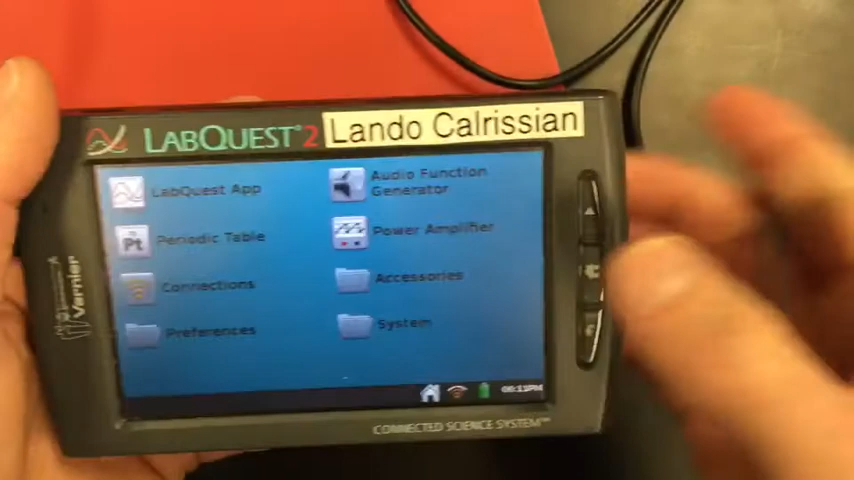 LABQUEST® 2
Lando Calrissian
LabQuest App
Audio Function
Generator
Pt
Periodic Table
Power Amplifier
Connections
Accessories
Preferences
System
Vernier
CONNECTED SCIENCE SYSTEM™